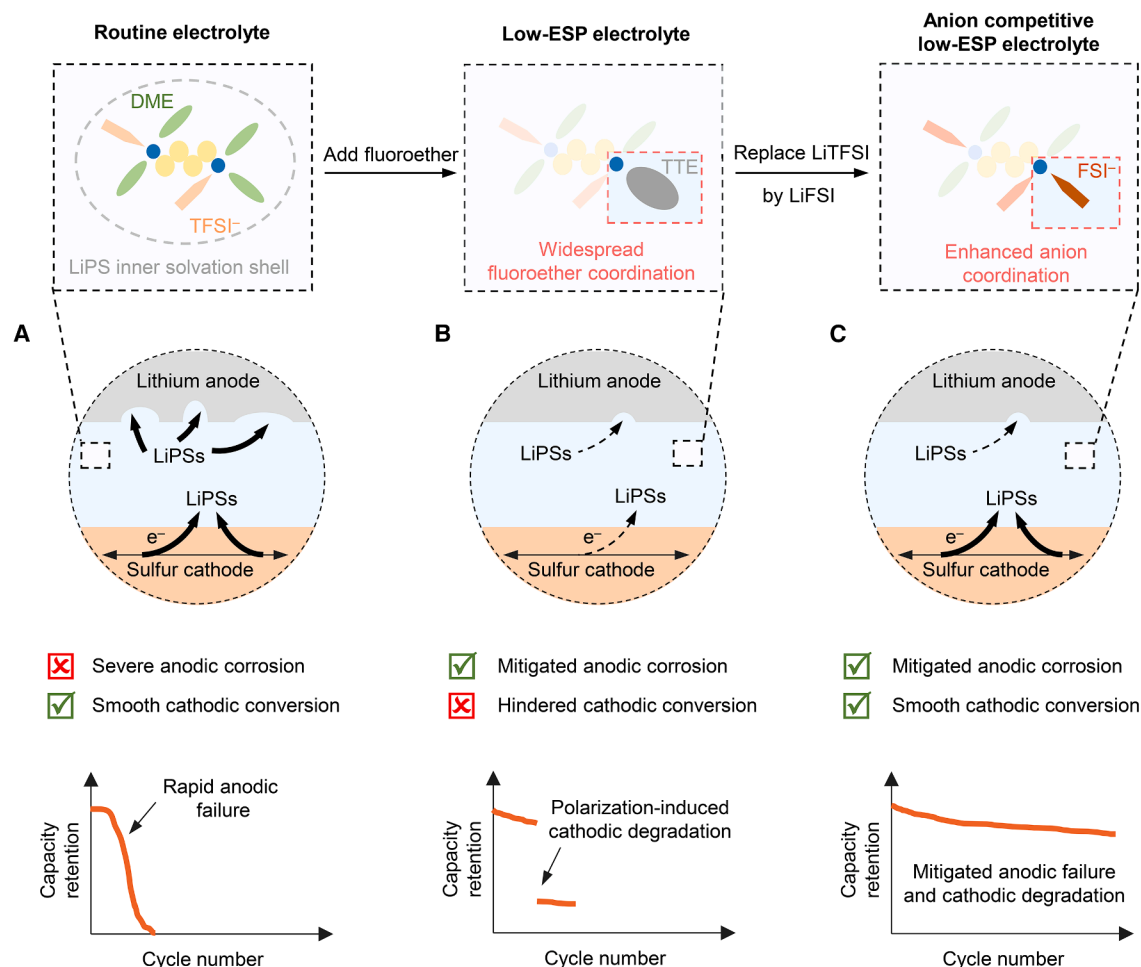 Routine electrolyte
DME
TFSI⁻
LiPS inner solvation shell
Add fluoroether
Low-ESP electrolyte
TTE
Widespread
fluoroether coordination
Replace LiTFSI
by LiFSI
Anion competitive
low-ESP electrolyte
FSI⁻
Enhanced anion
coordination
A
Lithium anode
LiPSs
LiPSs
e⁻
Sulfur cathode
B
Lithium anode
LiPSs
LiPSs
e⁻
Sulfur cathode
C
Lithium anode
LiPSs
LiPSs
e⁻
Sulfur cathode
Severe anodic corrosion
Smooth cathodic conversion
Mitigated anodic corrosion
Hindered cathodic conversion
Mitigated anodic corrosion
Smooth cathodic conversion
Capacity
retention
Rapid anodic
failure
Cycle number
Capacity
retention
Polarization-induced
cathodic degradation
Cycle number
Capacity
retention
Mitigated anodic failure
and cathodic degradation
Cycle number